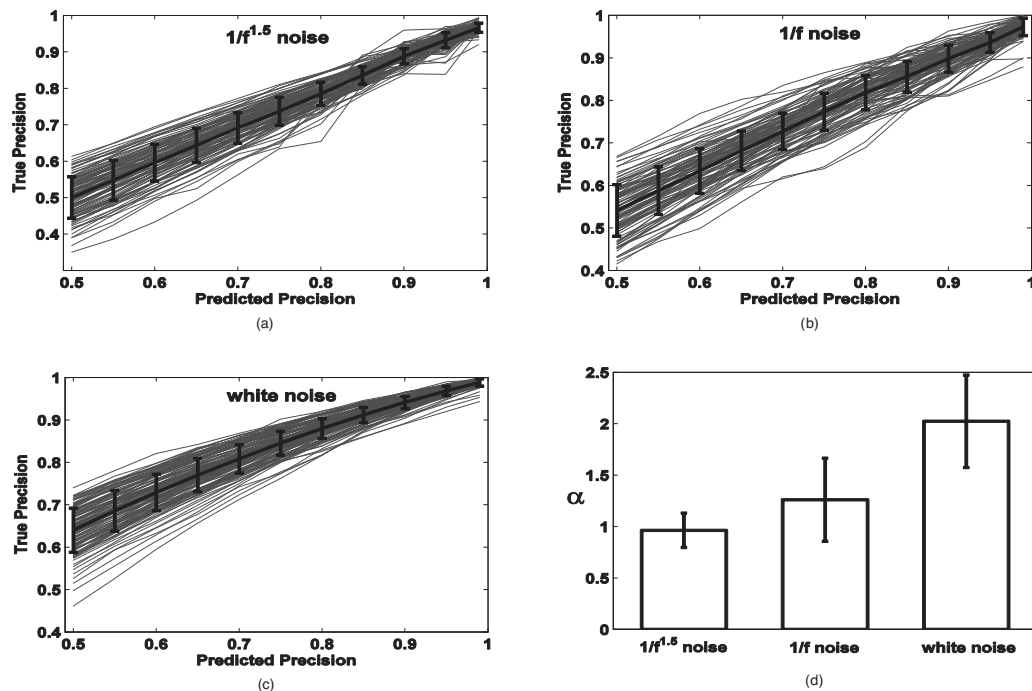 1/f^1.5 noise
True Precision
1
0.9
0.8
0.7
0.6
0.5
0.4
0.5 0.6 0.7 0.8 0.9 1
Predicted Precision
(a)
1/f noise
True Precision
1
0.9
0.8
0.7
0.6
0.5
0.4
0.5 0.6 0.7 0.8 0.9 1
Predicted Precision
(b)
white noise
True Precision
1
0.9
0.8
0.7
0.6
0.5
0.4
0.5 0.6 0.7 0.8 0.9 1
Predicted Precision
(c)
α
2.5
2
1.5
1
0.5
0
1/f^1.5 noise 1/f noise white noise
(d)